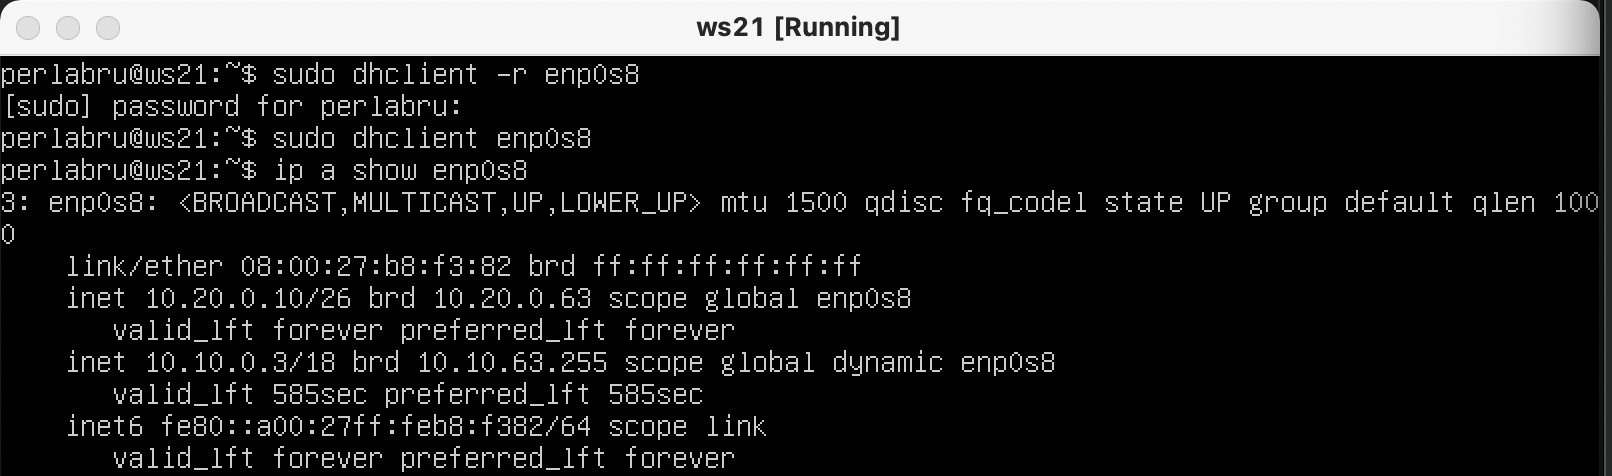 ws21 [Running]
perlabru@ws21:~$ sudo dhclient -r enp0s8
[sudo] password for perlabru:
perlabru@ws21:~$ sudo dhclient enp0s8
perlabru@ws21:~$ ip a show enp0s8
3: enp0s8: <BROADCAST,MULTICAST,UP,LOWER_UP> mtu 1500 qdisc fq_codel state UP group default qlen 100
0
    link/ether 08:00:27:b8:f3:82 brd ff:ff:ff:ff:ff:ff
    inet 10.20.0.10/26 brd 10.20.0.63 scope global enp0s8
       valid_lft forever preferred_lft forever
    inet 10.10.0.3/18 brd 10.10.63.255 scope global dynamic enp0s8
       valid_lft 585sec preferred_lft 585sec
    inet6 fe80::a00:27ff:feb8:f382/64 scope link
       valid_lft forever preferred_lft forever